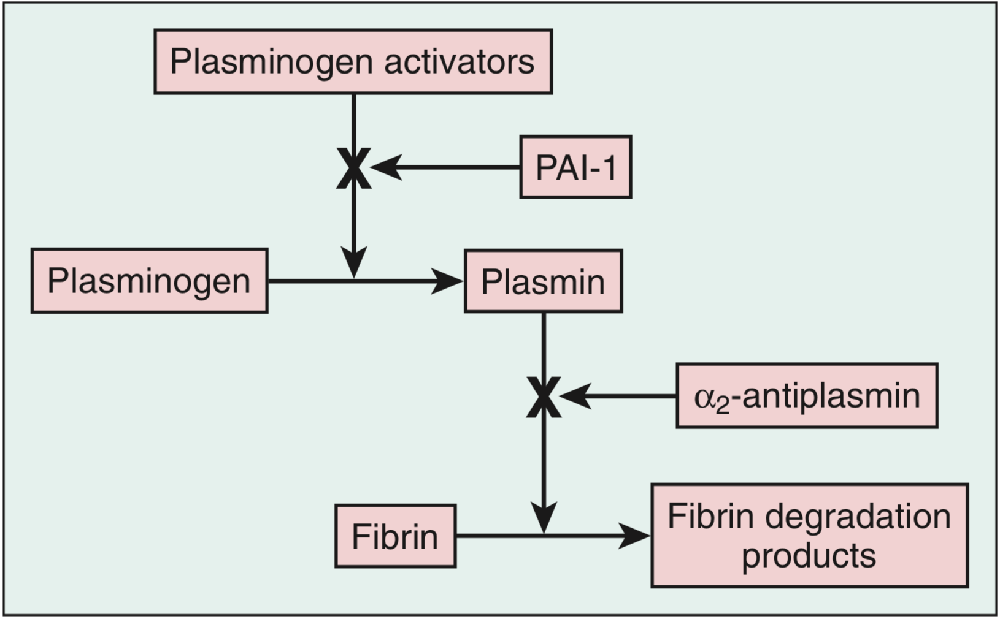 Plasminogen activators
X
PAI-1
Plasminogen
Plasmin
X
α₂-antiplasmin
Fibrin
Fibrin degradation
products